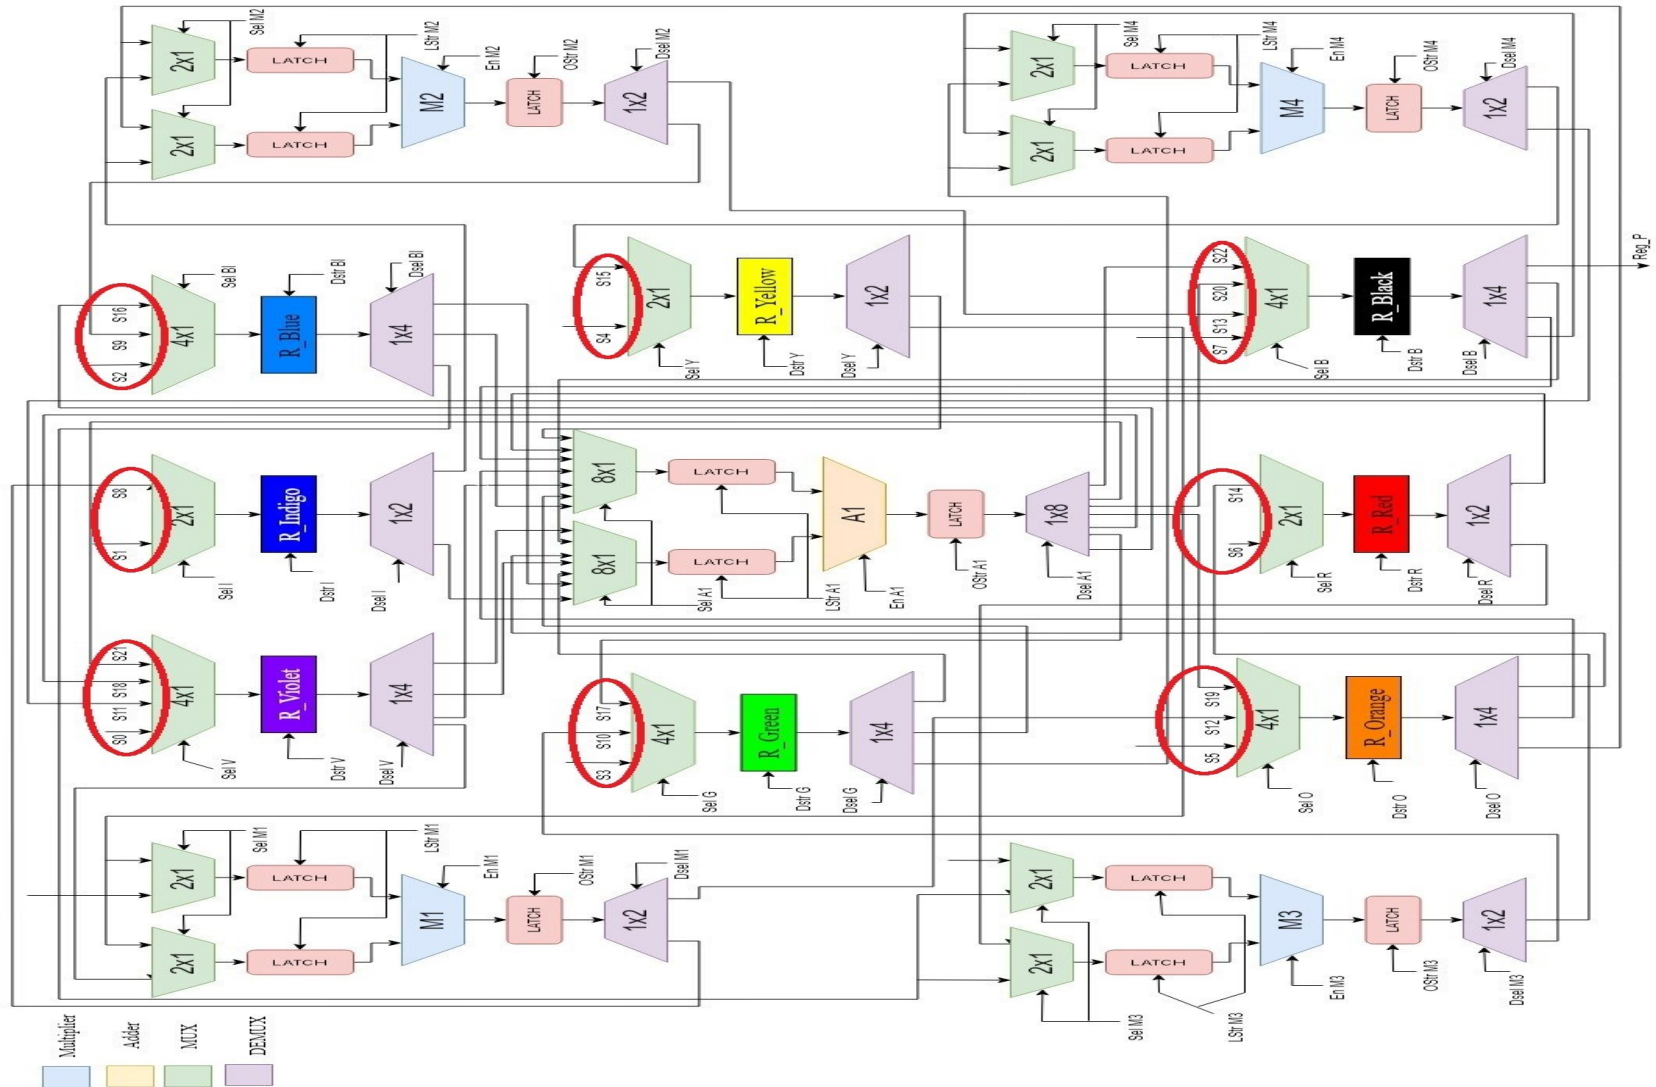 Sel M2
2x1
LATCH
LStr M2
M2
En M2
LATCH
OStr M2
1x2
Dsel M2
2x1
LATCH
Sel M4
2x1
LATCH
LStr M4
M4
En M4
LATCH
OStr M4
1x2
Dsel M4
2x1
LATCH
S16
S9
S2
4x1
Sel Bl
R_Blue
Dstr Bl
1x4
Dsel Bl
S15
S4
2x1
Sel Y
R_Yellow
Dstr Y
1x2
Dsel Y
S22
S20
S13
S7
4x1
Sel B
R_Black
Dstr B
1x4
Dsel B
Reg_P
S8
S1
2x1
Sel I
R_Indigo
Dstr I
1x2
Dsel I
8x1
LATCH
8x1
LATCH
Sel A1
LStr A1
A1
En A1
LATCH
OStr A1
1x8
Dsel A1
S14
S6
2x1
Sel R
R_Red
Dstr R
1x2
Dsel R
S21
S18
S11
S0
4x1
Sel V
R_Violet
Dstr V
1x4
Dsel V
S17
S10
S3
4x1
Sel G
R_Green
Dstr G
1x4
Dsel G
S19
S12
S5
4x1
Sel O
R_Orange
Dstr O
1x4
Dsel O
2x1
Sel M1
LATCH
LStr M1
M1
En M1
LATCH
OStr M1
1x2
Dsel M1
2x1
LATCH
2x1
LATCH
2x1
LATCH
Sel M3
LStr M3
M3
En M3
LATCH
OStr M3
1x2
Dsel M3
Multiplier
Adder
MUX
DEMUX